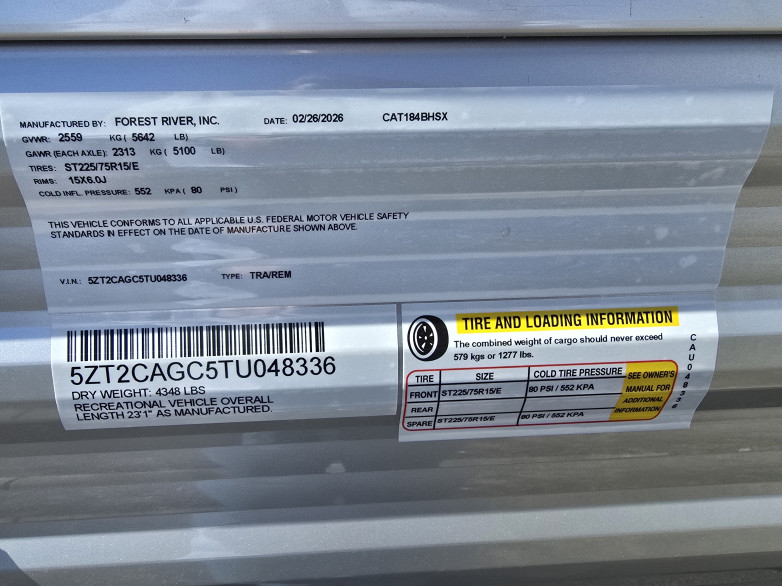 MANUFACTURED BY: FOREST RIVER, INC. DATE: 02/26/2026 CAT184BHSX
GVWR: 2559 KG ( 5642 LB)
GAWR (EACH AXLE): 2313 KG ( 5100 LB)
TIRES: ST225/75R15/E
RIMS: 15X6.0J
COLD INFL. PRESSURE: 552 KPA ( 80 PSI )
THIS VEHICLE CONFORMS TO ALL APPLICABLE U.S. FEDERAL MOTOR VEHICLE SAFETY
STANDARDS IN EFFECT ON THE DATE OF MANUFACTURE SHOWN ABOVE.
V.I.N.: 5ZT2CAGC5TU048336 TYPE: TRA/REM
5ZT2CAGC5TU048336
DRY WEIGHT: 4348 LBS
RECREATIONAL VEHICLE OVERALL
LENGTH 23'1" AS MANUFACTURED.
TIRE AND LOADING INFORMATION
The combined weight of cargo should never exceed
579 kgs or 1277 lbs.
TIRE SIZE COLD TIRE PRESSURE
FRONT ST225/75R15/E 80 PSI / 552 KPA
REAR
SPARE ST225/75R15/E 80 PSI / 552 KPA
SEE OWNER'S
MANUAL FOR
ADDITIONAL
INFORMATION
CAU048336